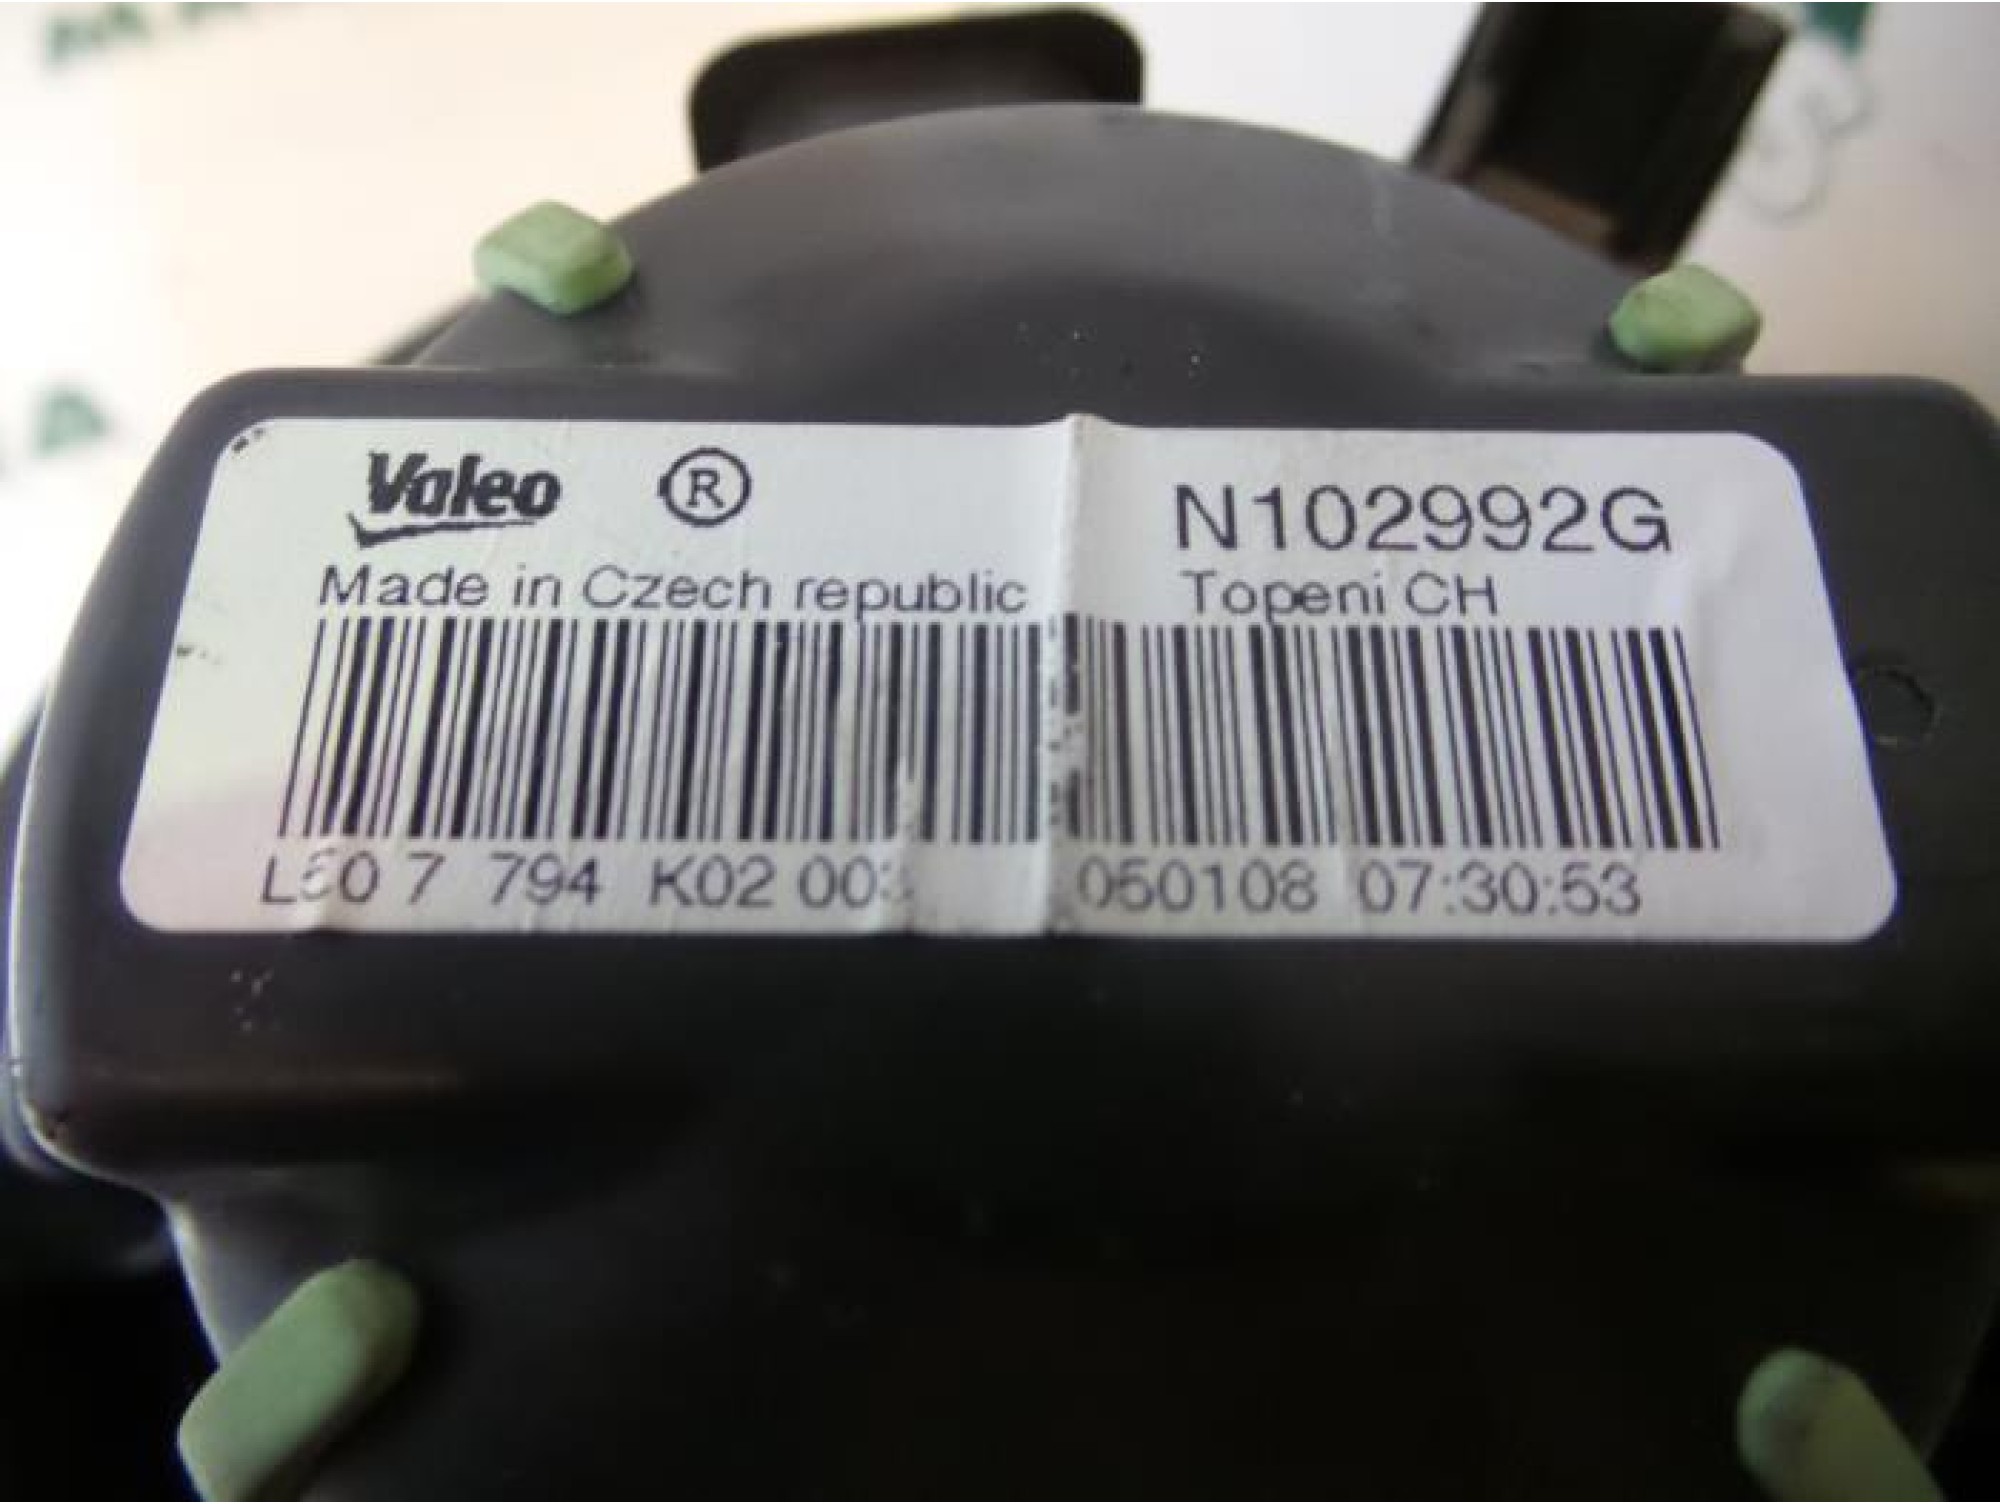 Valeo ®
N102992G
Made in Czech republic
Topeni CH
7 794 K02
050108 07:30:53